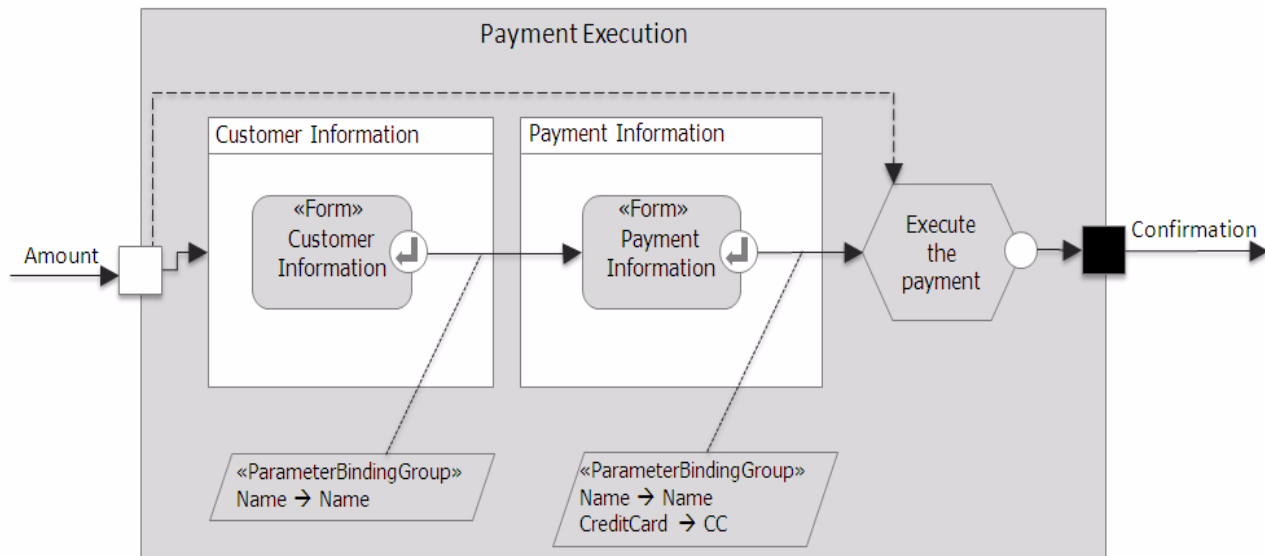 Payment Execution
Customer Information
Payment Information
«Form»
Customer
Information
«Form»
Payment
Information
Execute
the
payment
Amount
Confirmation
«ParameterBindingGroup»
Name → Name
«ParameterBindingGroup»
Name → Name
CreditCard → CC